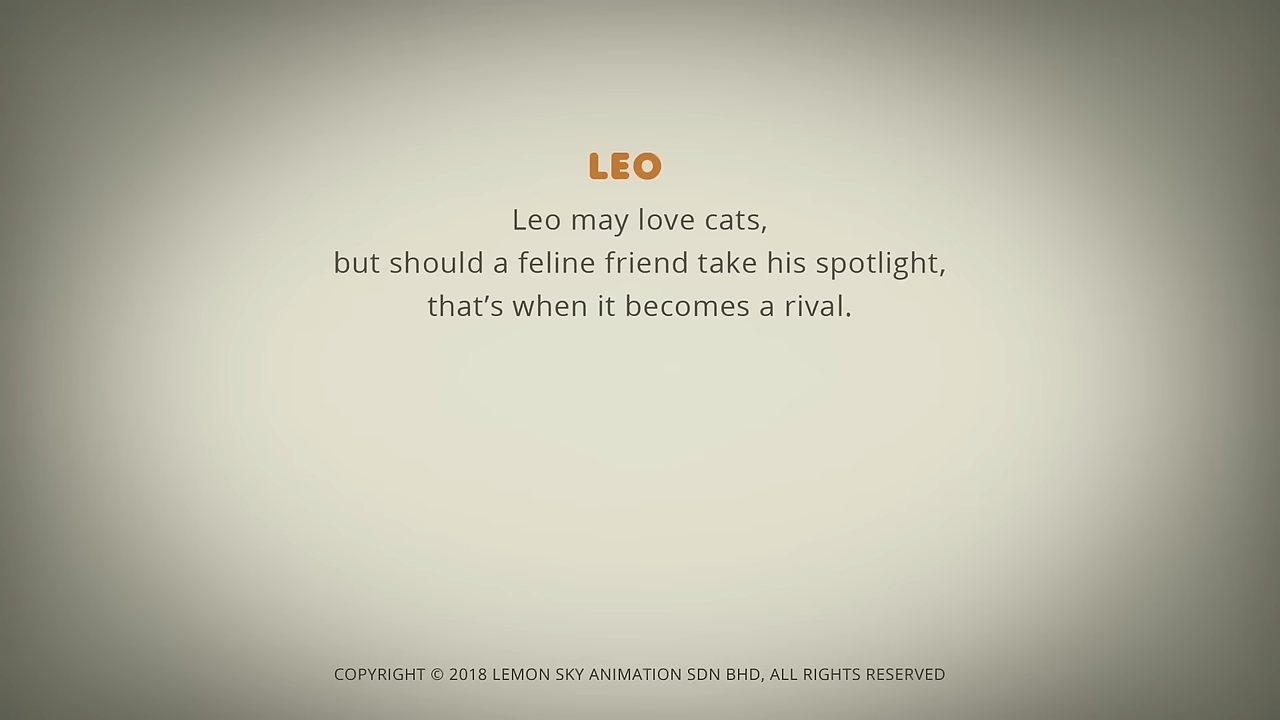 LEO
Leo may love cats,
but should a feline friend take his spotlight,
that’s when it becomes a rival.
COPYRIGHT © 2018 LEMON SKY ANIMATION SDN BHD, ALL RIGHTS RESERVED